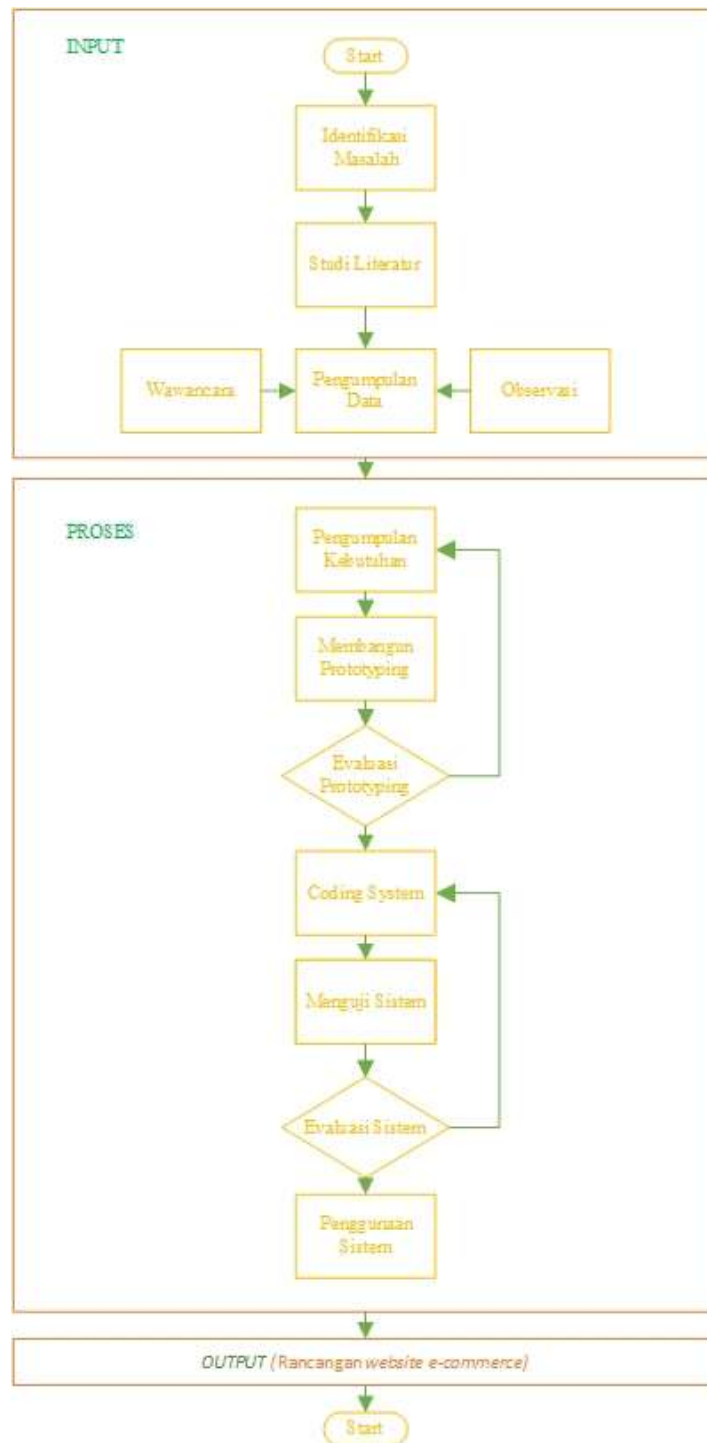 INPUT
Start
Identifikasi
Masalah
Studi Literatur
Wawancara
Pengumpulan
Data
Observasi
PROSES
Pengumpulan
Kebutuhan
Membangun
Prototyping
Evaluasi
Prototyping
Coding System
Menguji Sistem
Evaluasi Sistem
Penggunaan
Sistem
OUTPUT (Rancangan website e-commerce)
Start